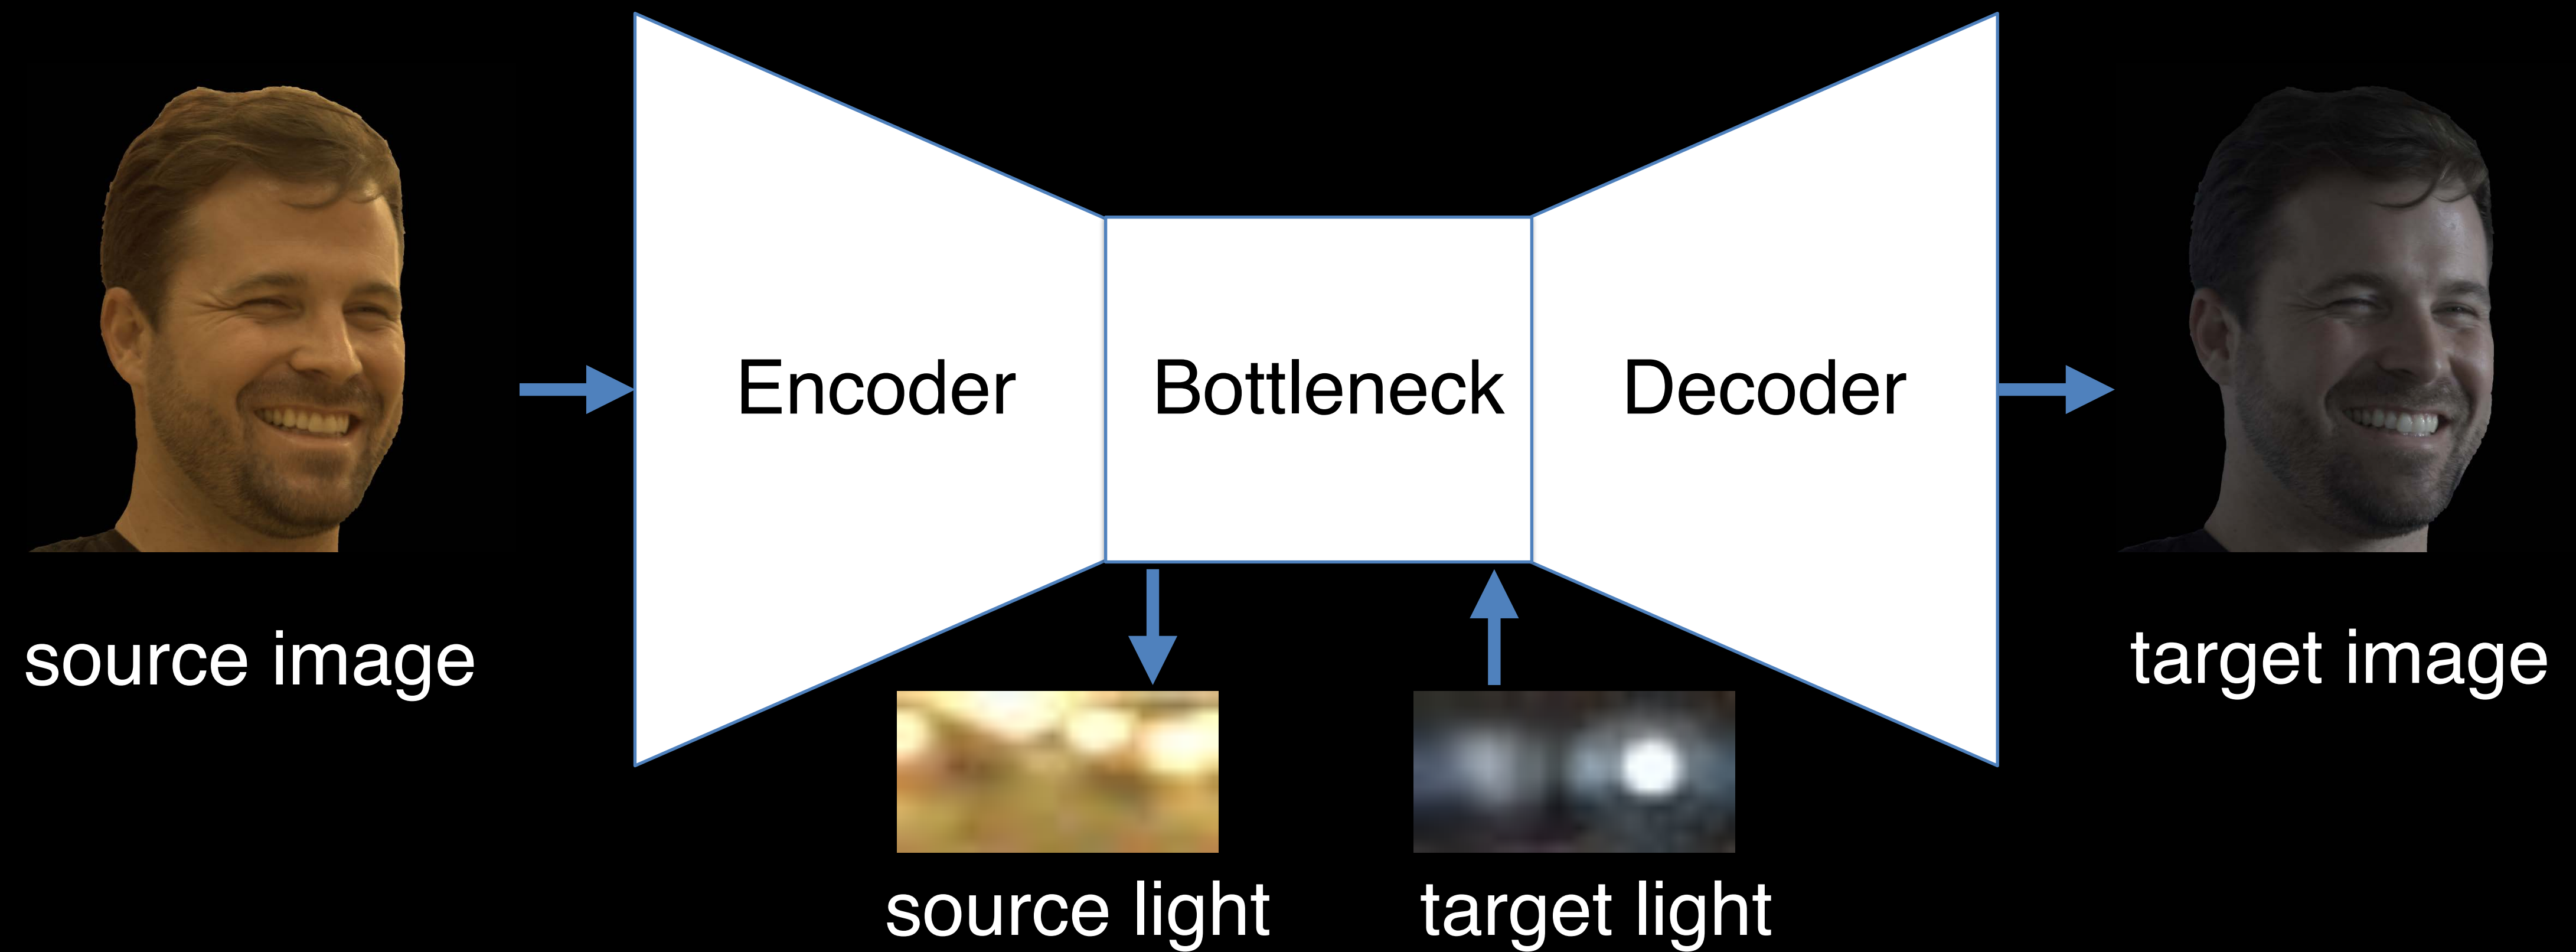 Encoder
Bottleneck
Decoder
source image
target image
source light
target light